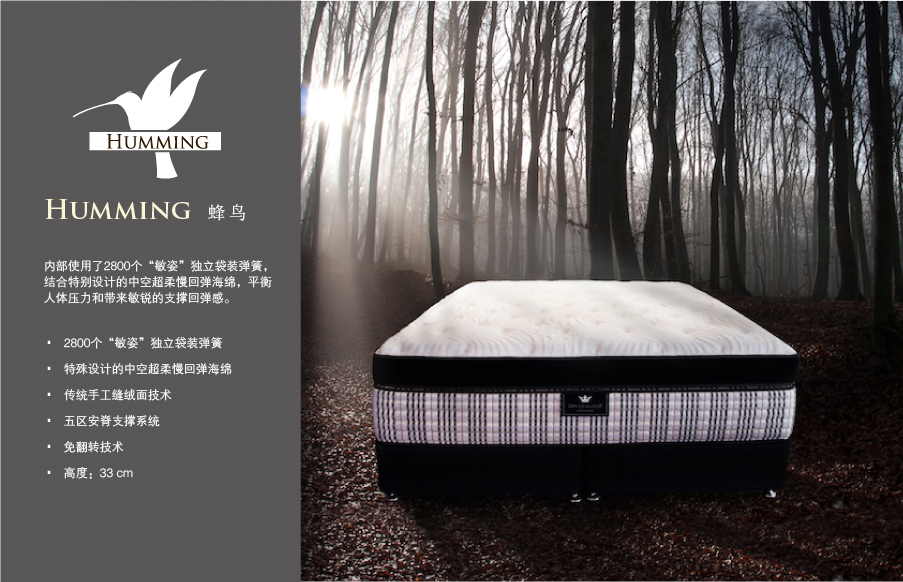 HUMMING
HUMMING 蜂鸟
内部使用了2800个“敏姿”独立袋装弹簧，
结合特别设计的中空超柔慢回弹海绵，平衡
人体压力和带来敏锐的支撑回弹感。
▪ 2800个“敏姿”独立袋装弹簧
▪ 特殊设计的中空超柔慢回弹海绵
▪ 传统手工缝绒面技术
▪ 五区安脊支撑系统
▪ 免翻转技术
▪ 高度：33 cm